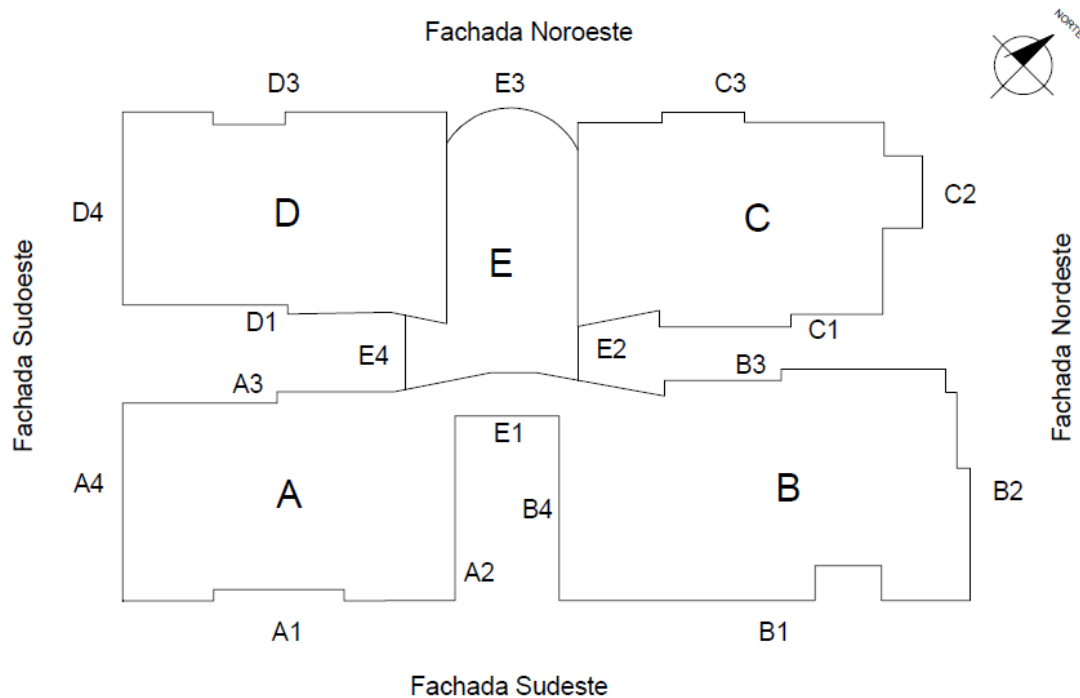 Fachada Noroeste
NORTE
D3
E3
C3
D4
D
C
C2
E
Fachada Sudoeste
Fachada Nordeste
D1
E4
E2
C1
A3
B3
E1
A4
A
B4
B
B2
A2
A1
B1
Fachada Sudeste